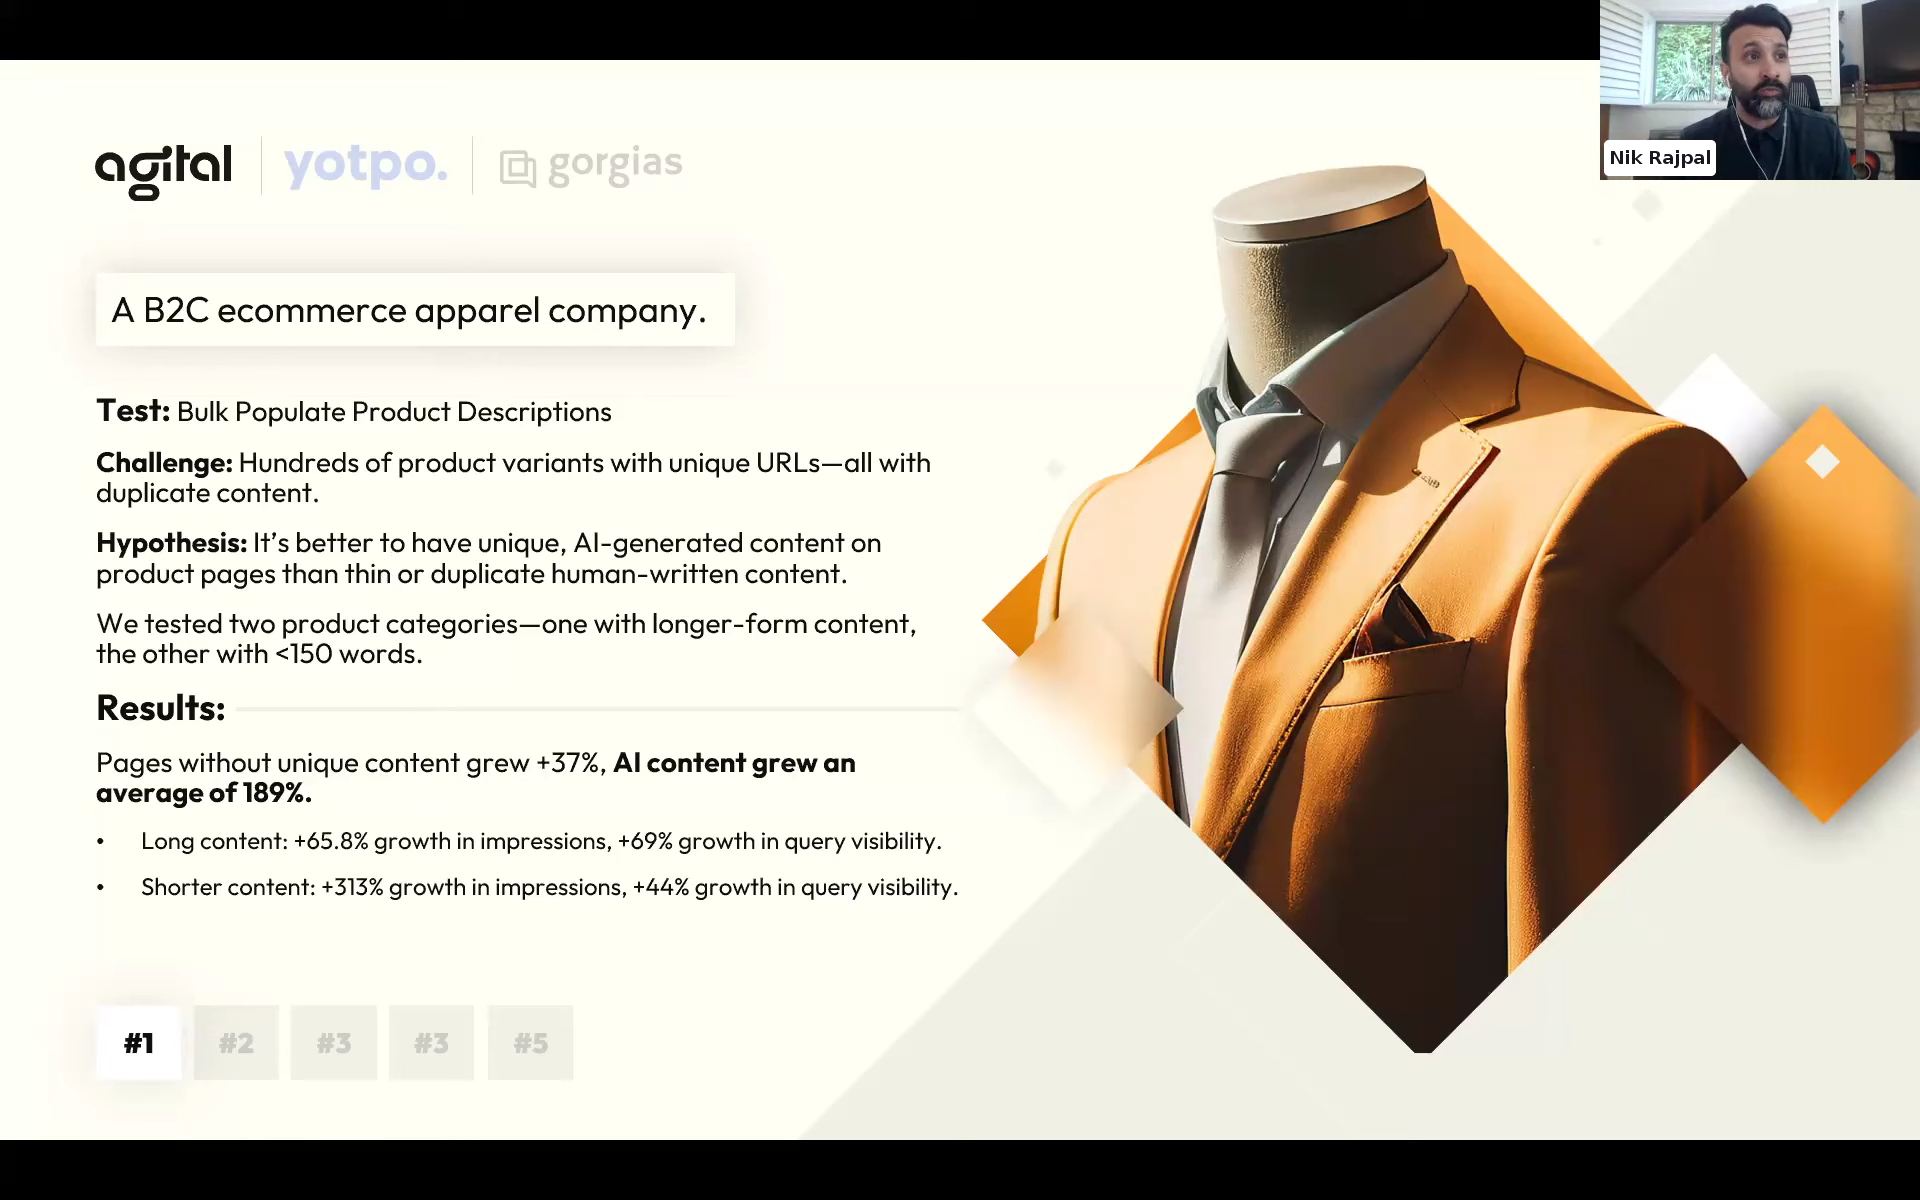 Nik Rajpal
agital
yotpo.
gorgias
A B2C ecommerce apparel company.
Test: Bulk Populate Product Descriptions
Challenge: Hundreds of product variants with unique URLs—all with
duplicate content.
Hypothesis: It’s better to have unique, AI-generated content on
product pages than thin or duplicate human-written content.
We tested two product categories—one with longer-form content,
the other with <150 words.
Results:
Pages without unique content grew +37%, AI content grew an
average of 189%.
• Long content: +65.8% growth in impressions, +69% growth in query visibility.
• Shorter content: +313% growth in impressions, +44% growth in query visibility.
#1 #2 #3 #3 #5